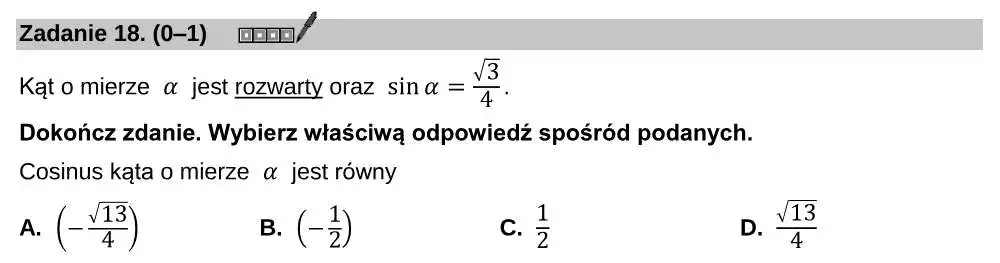 Zadanie 18. (0–1)
Kąt o mierze α jest rozwarty oraz sin α = √3/4.
Dokończ zdanie. Wybierz właściwą odpowiedź spośród podanych.
Cosinus kąta o mierze α jest równy
A. (−√13/4) B. (−1/2) C. 1/2 D. √13/4